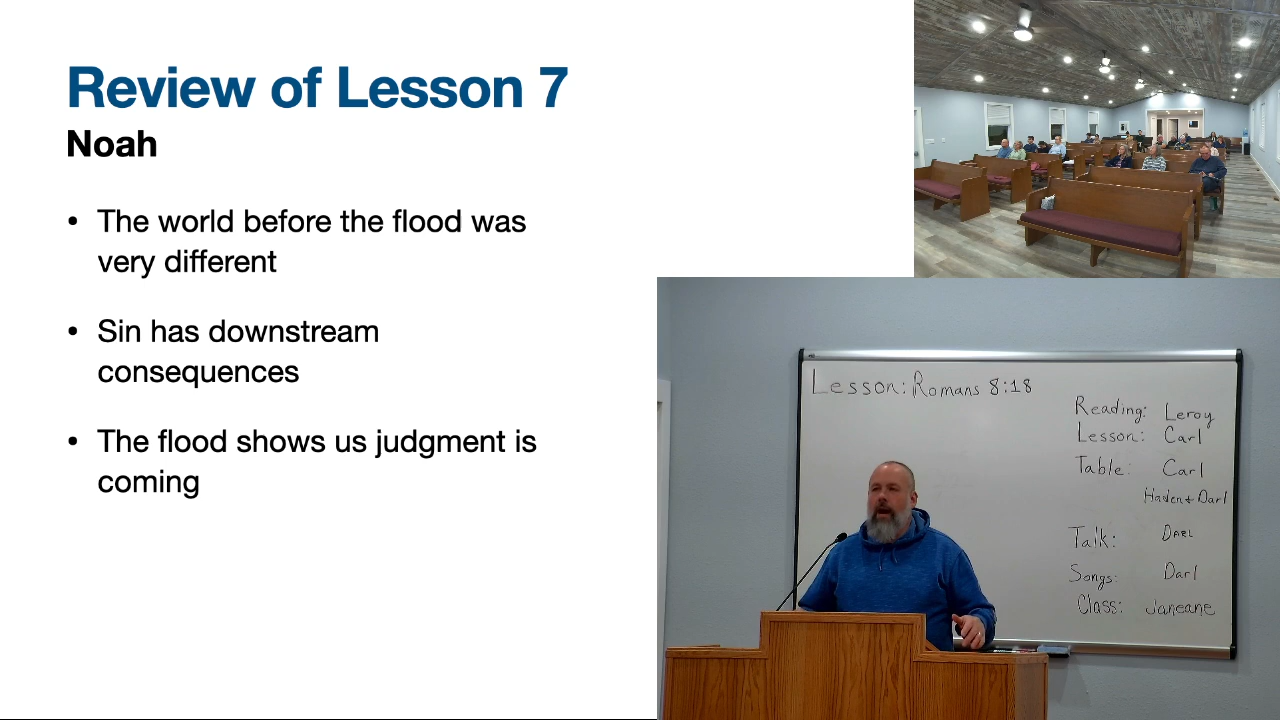 Review of Lesson 7
Noah
• The world before the flood was
very different
• Sin has downstream
consequences
• The flood shows us judgment is
coming
Lesson: Romans 8:18
Reading: Leroy
Lesson: Carl
Table: Carl
Darl
Talk: Darl
Songs: Darl
Class: Janeane